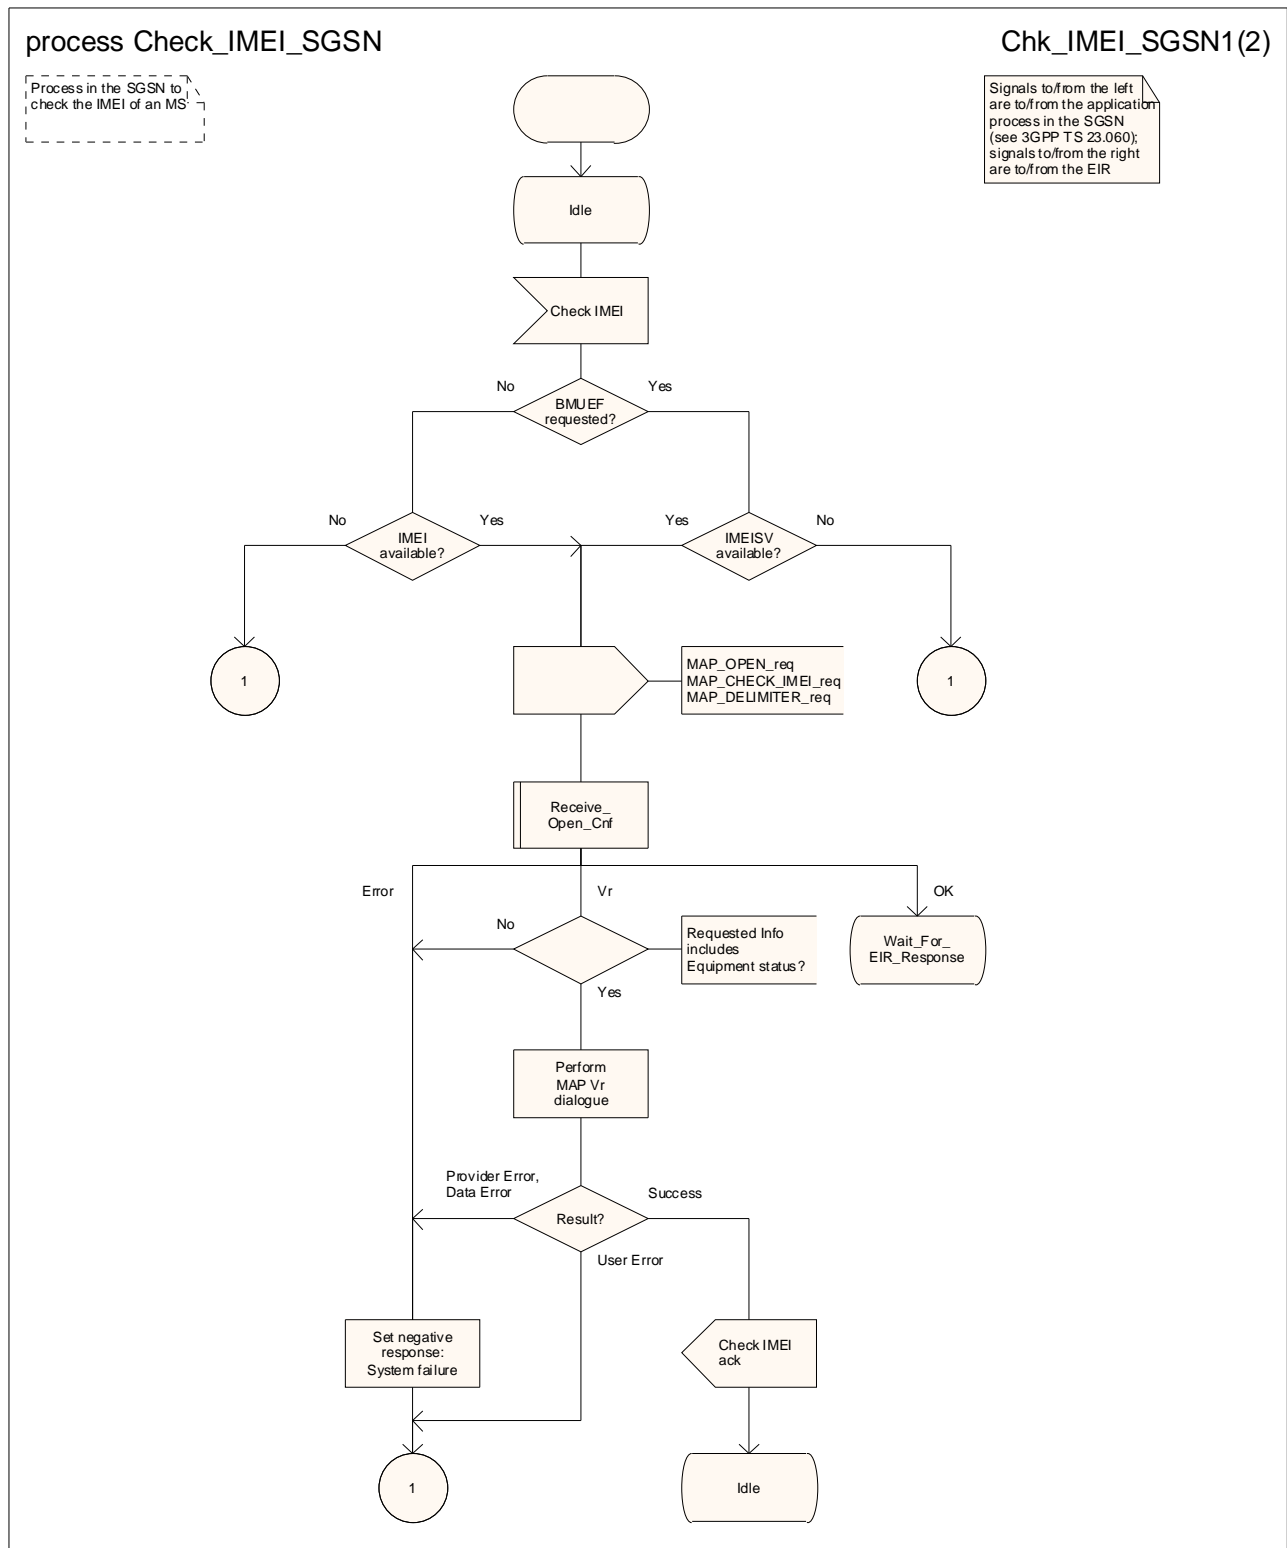 process Check_IMEI_SGSN
Chk_IMEI_SGSN1(2)
Process in the SGSN to
check the IMEI of an MS
Signals to/from the left
are to/from the application
process in the SGSN
(see 3GPP TS 23.060);
signals to/from the right
are to/from the EIR
Idle
Check IMEI
No
Yes
BMUEF
requested?
No
Yes
Yes
No
IMEI
available?
IMEISV
available?
1
MAP_OPEN_req
MAP_CHECK_IMEI_req
MAP_DELIMITER_req
1
Receive_
Open_Cnf
Error
Vr
OK
No
Requested Info
includes
Equipment status?
Wait_For_
EIR_Response
Yes
Perform
MAP Vr
dialogue
Provider Error,
Data Error
Success
Result?
User Error
Set negative
response:
System failure
Check IMEI
ack
1
Idle